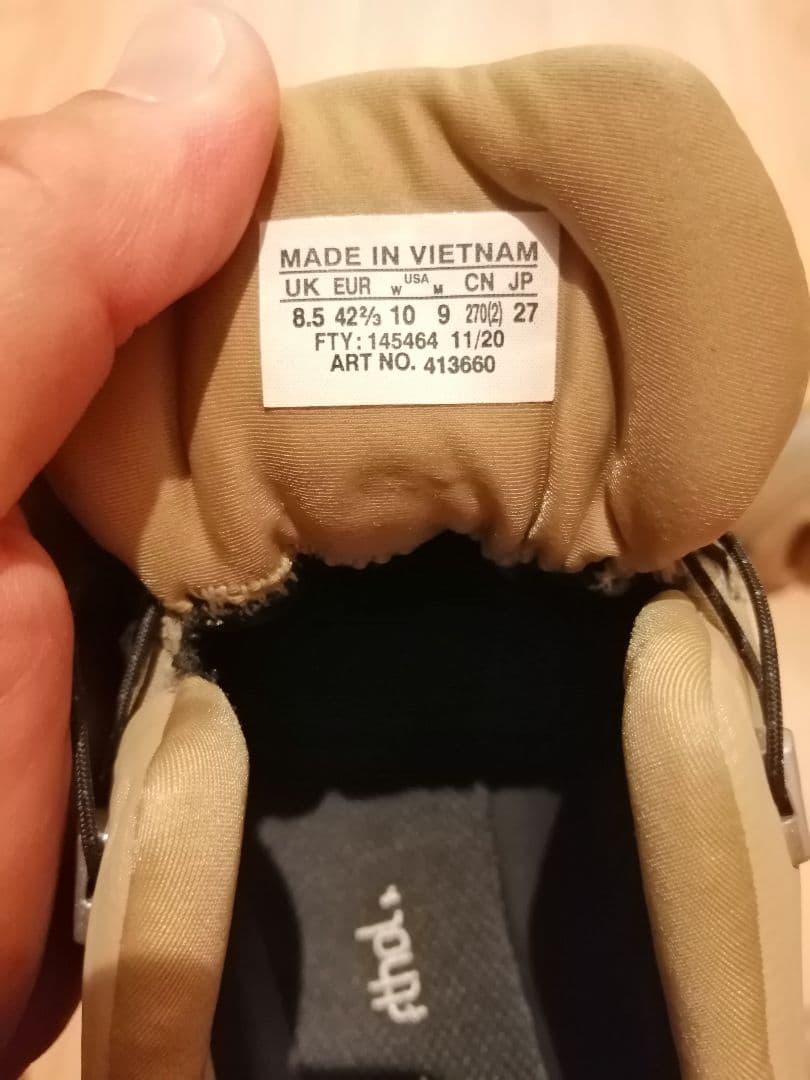 MADE IN VIETNAM
UK EUR W USA M CN JP
8.5 42⅔ 10 9 270(2) 27
FTY: 145464 11/20
ART NO. 413660